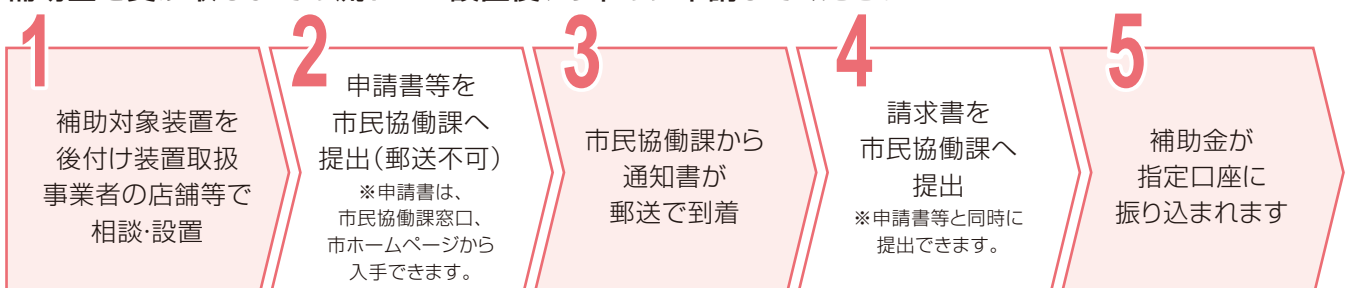 1
補助対象装置を
後付け装置取扱
事業者の店舗等で
相談・設置
2
申請書等を
市民協働課へ
提出（郵送不可）
※申請書は、
市民協働課窓口、
市ホームページから
入手できます。
3
市民協働課から
通知書が
郵送で到着
4
請求書を
市民協働課へ
提出
※申請書等と同時に
提出できます。
5
補助金が
指定口座に
振り込まれます